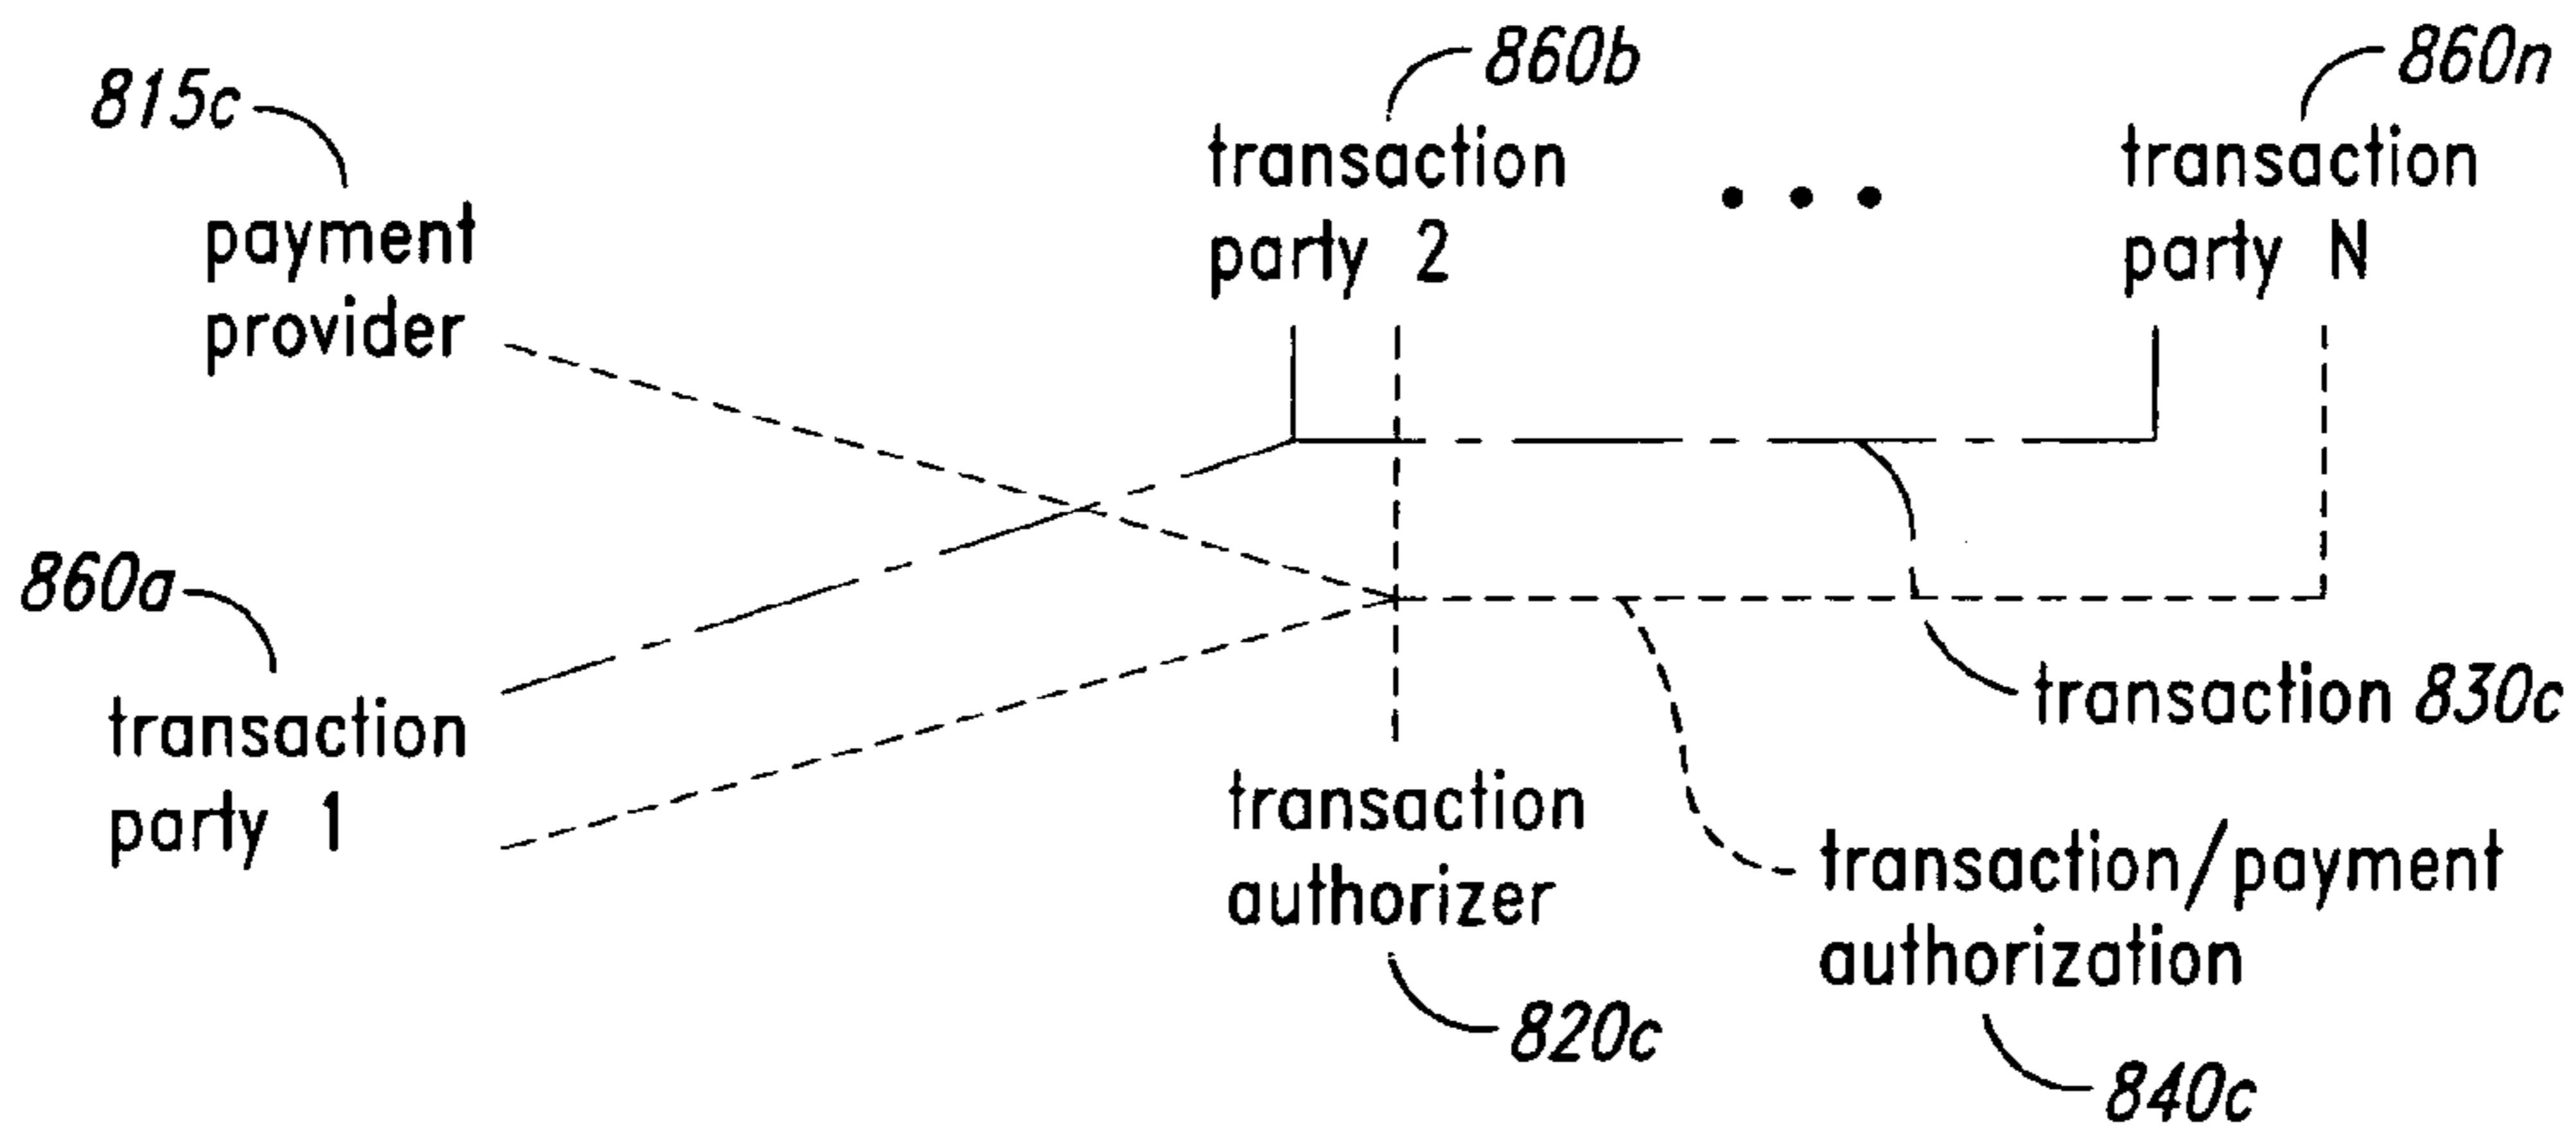 815c
payment
provider
860b
transaction
party 2
• • •
860n
transaction
party N
860a
transaction
party 1
transaction 830c
transaction
authorizer
820c
transaction/payment
authorization
840c